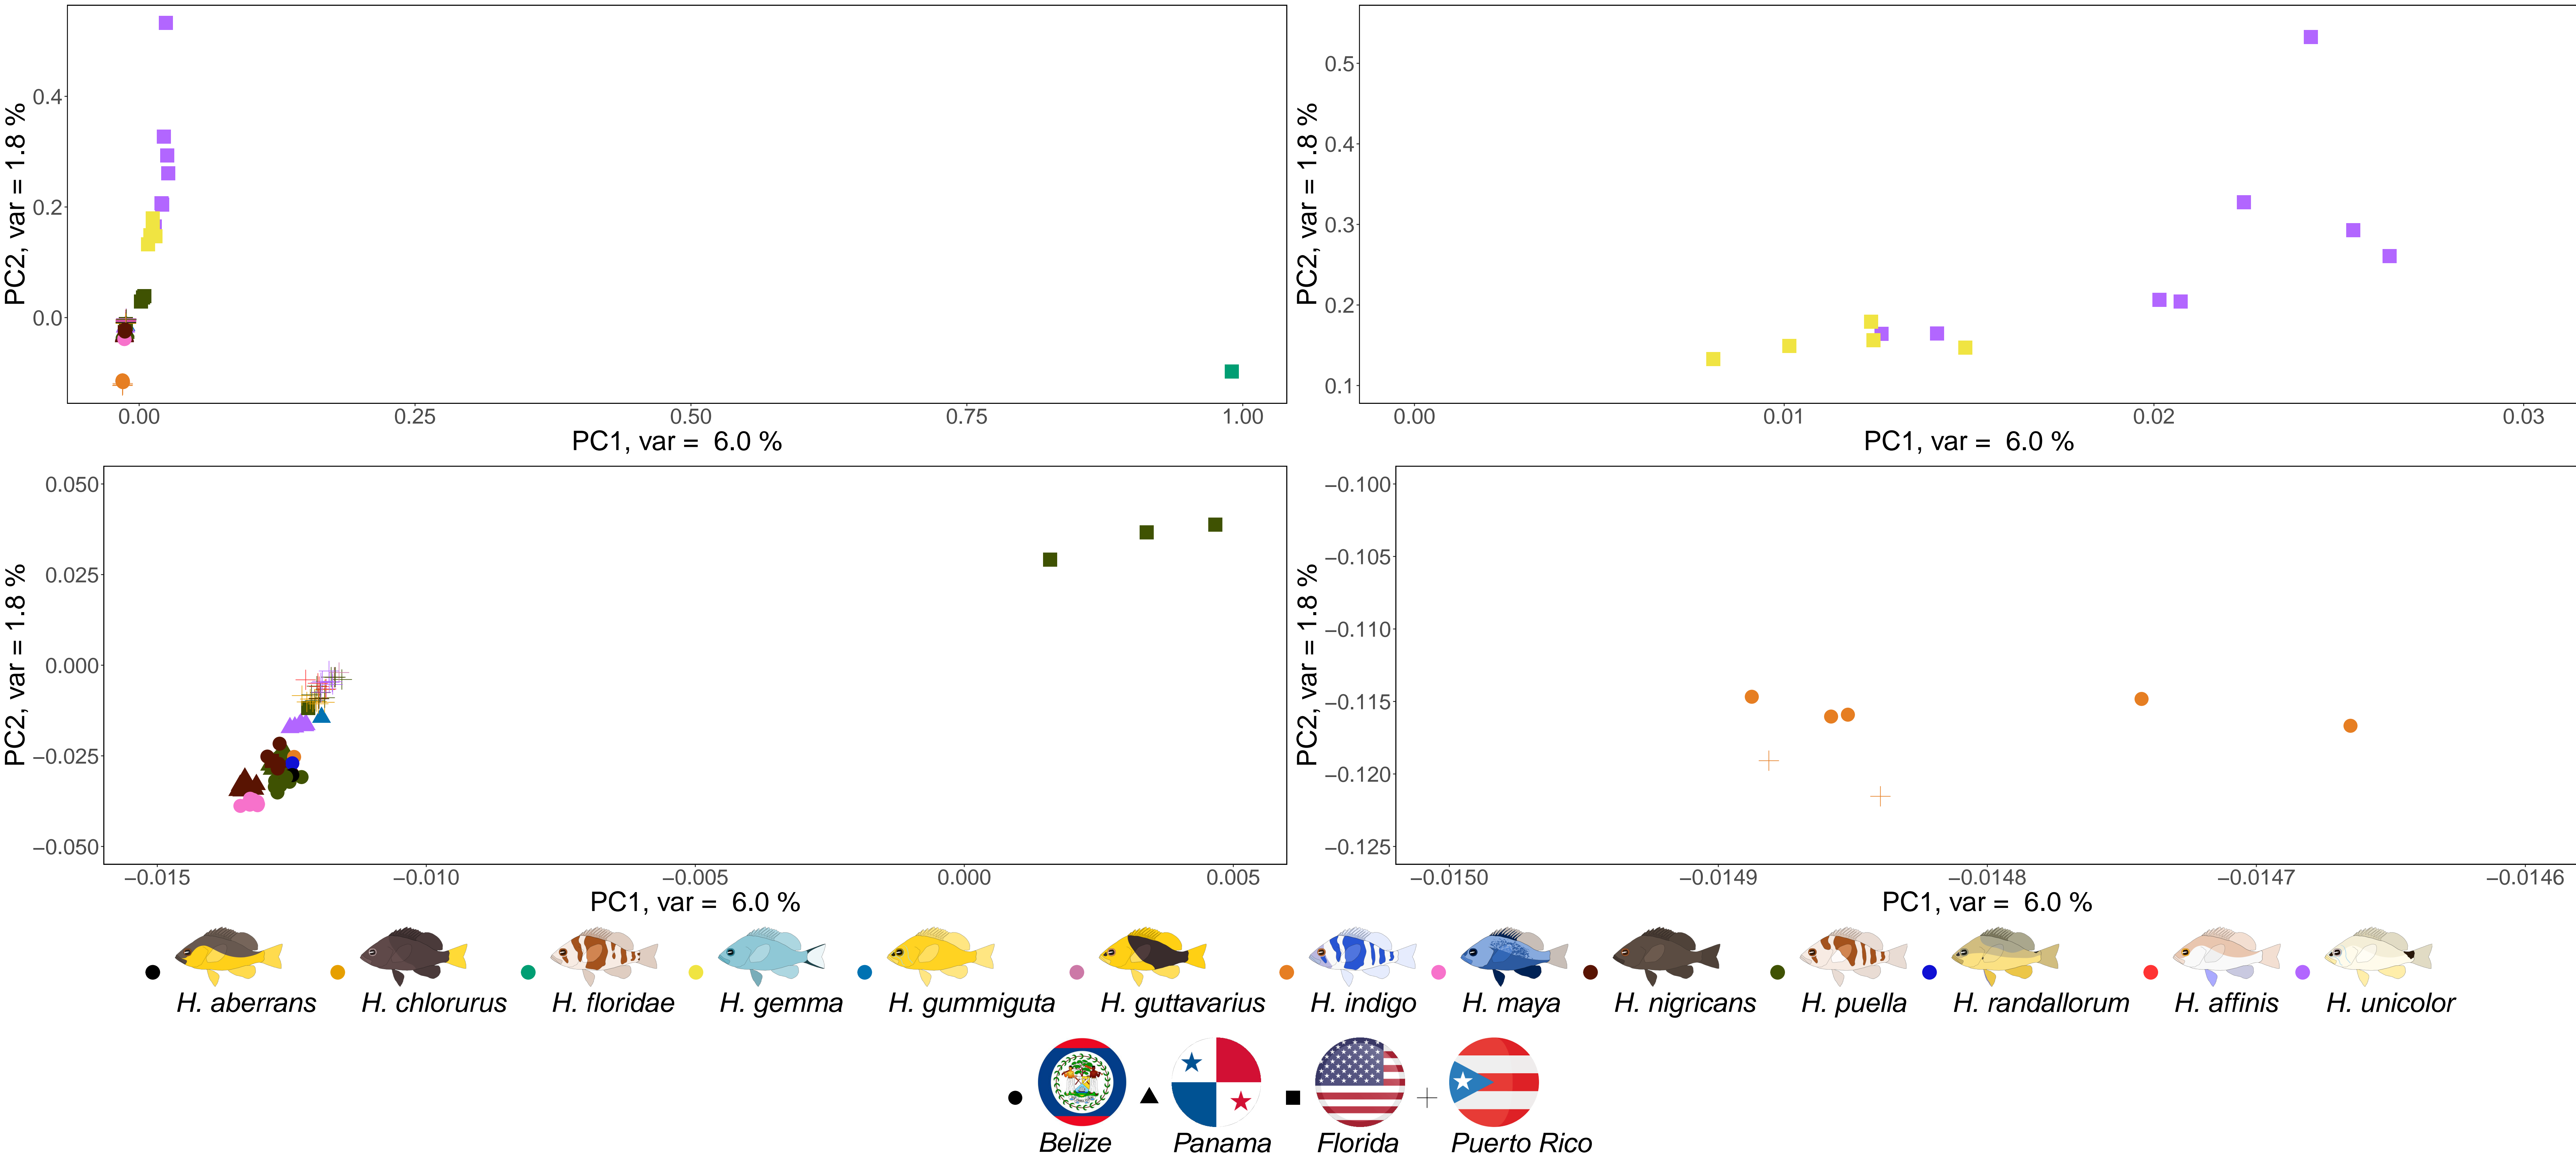 0.4
0.2
0.0
PC2, var = 1.8 %
0.00 0.25 0.50 0.75 1.00
PC1, var = 6.0 %
0.5
0.4
0.3
0.2
0.1
PC2, var = 1.8 %
0.00 0.01 0.02 0.03
PC1, var = 6.0 %
0.050
0.025
0.000
−0.025
−0.050
PC2, var = 1.8 %
−0.015 −0.010 −0.005 0.000 0.005
PC1, var = 6.0 %
−0.100
−0.105
−0.110
−0.115
−0.120
−0.125
PC2, var = 1.8 %
−0.0150 −0.0149 −0.0148 −0.0147 −0.0146
PC1, var = 6.0 %
H. aberrans H. chlorurus H. floridae H. gemma H. gummiguta H. guttavarius H. indigo H. maya H. nigricans H. puella H. randallorum H. affinis H. unicolor
Belize Panama Florida Puerto Rico